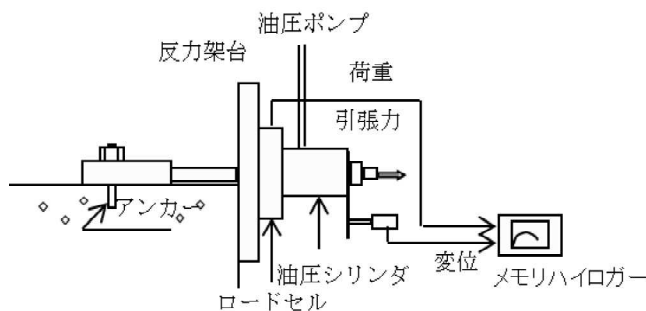 油圧ポンプ
反力架台
荷重
引張力
アンカー
変位
油圧シリンダ
メモリハイロガー
ロードセル